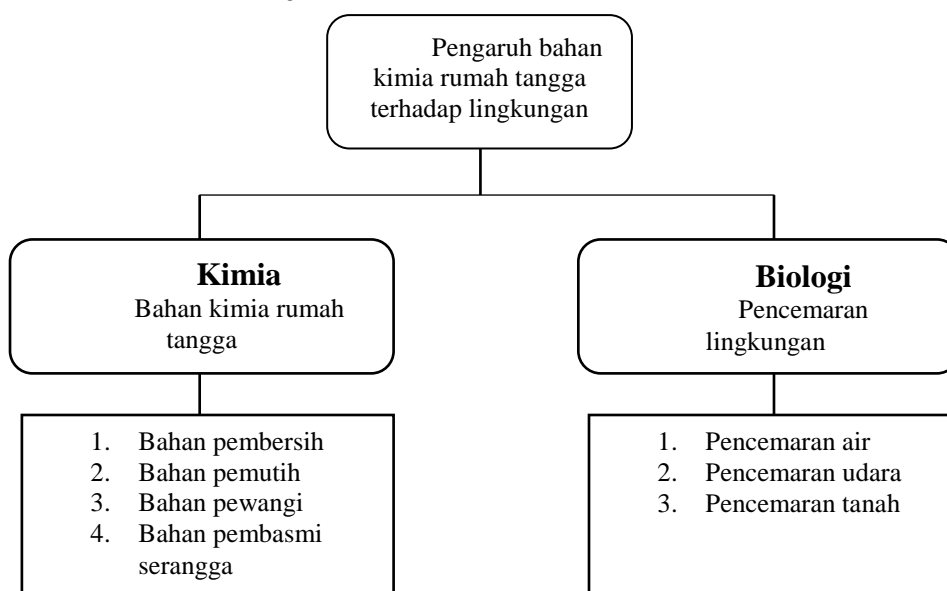 Pengaruh bahan
kimia rumah tangga
terhadap lingkungan
Kimia
Bahan kimia rumah
tangga
Biologi
Pencemaran
lingkungan
1. Bahan pembersih
2. Bahan pemutih
3. Bahan pewangi
4. Bahan pembasmi
serangga
1. Pencemaran air
2. Pencemaran udara
3. Pencemaran tanah